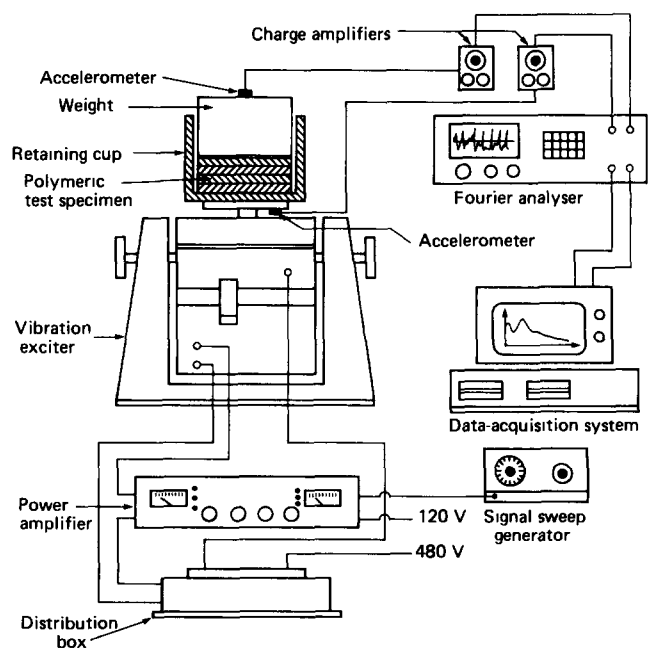 Charge amplifiers
Accelerometer
Weight
Retaining cup
Polymeric
test specimen
Fourier analyser
Accelerometer
Vibration
exciter
Data-acquisition system
Power
amplifier
120 V
Signal sweep
generator
480 V
Distribution
box